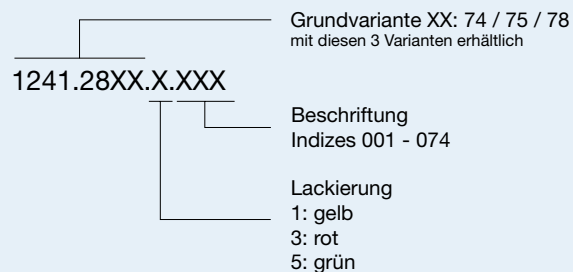 Grundvariante XX: 74 / 75 / 78
mit diesen 3 Varianten erhältlich
1241.28XX.X.XXX
Beschriftung
Indizes 001 - 074
Lackierung
1: gelb
3: rot
5: grün